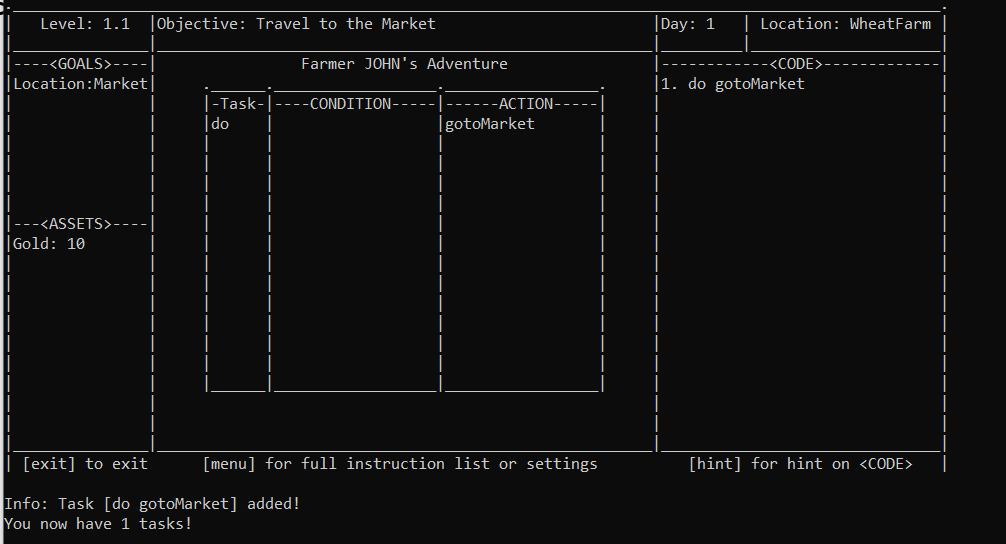 Level: 1.1 Objective: Travel to the Market Day: 1 Location: WheatFarm
----<GOALS>---- Farmer JOHN's Adventure ------------<CODE>-------------
Location:Market 1. do gotoMarket
-Task- ----CONDITION----- ------ACTION-----
do gotoMarket
---<ASSETS>----
Gold: 10
[exit] to exit [menu] for full instruction list or settings [hint] for hint on <CODE>
Info: Task [do gotoMarket] added!
You now have 1 tasks!